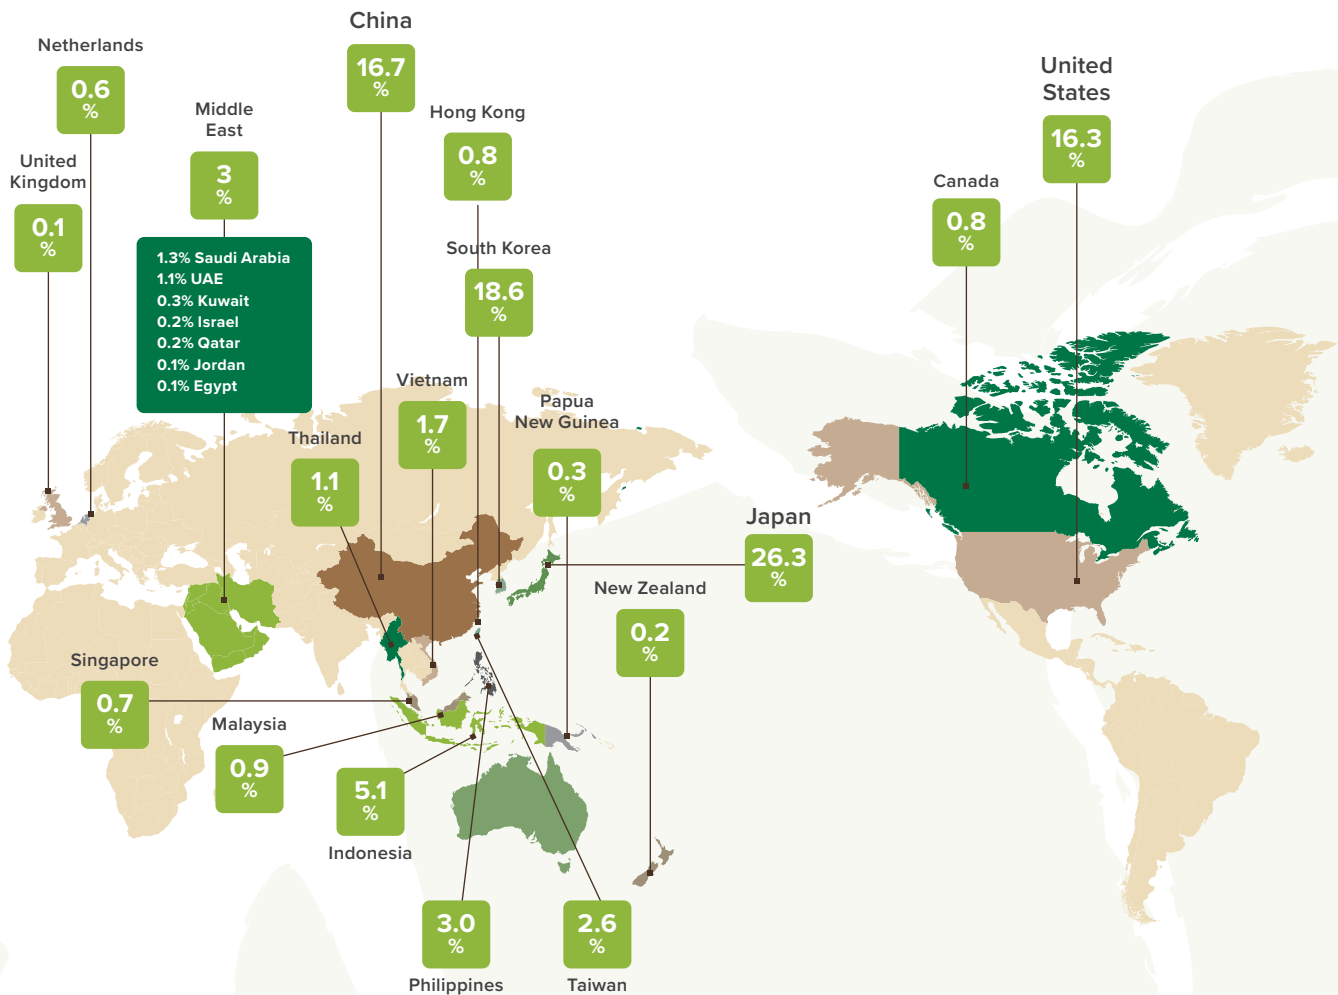 China
16.7
%
Netherlands
0.6
%
Middle
East
3
%
1.3% Saudi Arabia
1.1% UAE
0.3% Kuwait
0.2% Israel
0.2% Qatar
0.1% Jordan
0.1% Egypt
United
Kingdom
0.1
%
Hong Kong
0.8
%
South Korea
18.6
%
United
States
16.3
%
Canada
0.8
%
Vietnam
1.7
%
Thailand
1.1
%
Papua
New Guinea
0.3
%
Japan
26.3
%
New Zealand
0.2
%
Singapore
0.7
%
Malaysia
0.9
%
5.1
%
Indonesia
3.0
%
Philippines
2.6
%
Taiwan